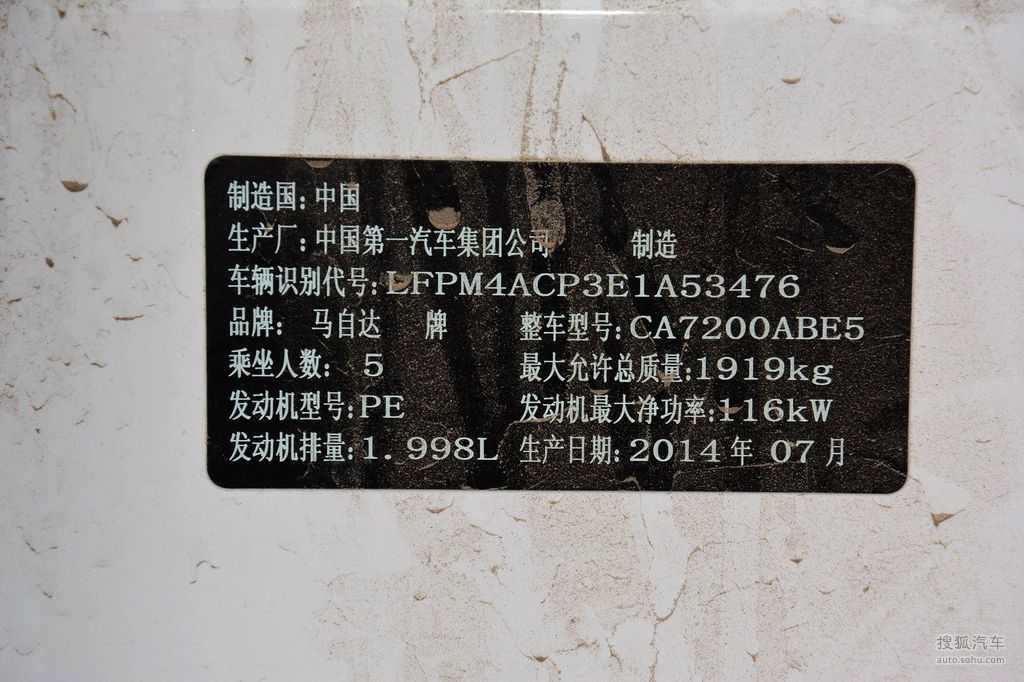 制造国:中国
生产厂:中国第一汽车集团公司 制造
车辆识别代号:LFPM4ACP3E1A53476
品牌: 马自达 牌 整车型号:CA7200ABE5
乘坐人数: 5 最大允许总质量:1919kg
发动机型号:PE 发动机最大净功率:116kW
发动机排量:1.998L 生产日期:2014年 07月
搜狐汽车
auto.sohu.com